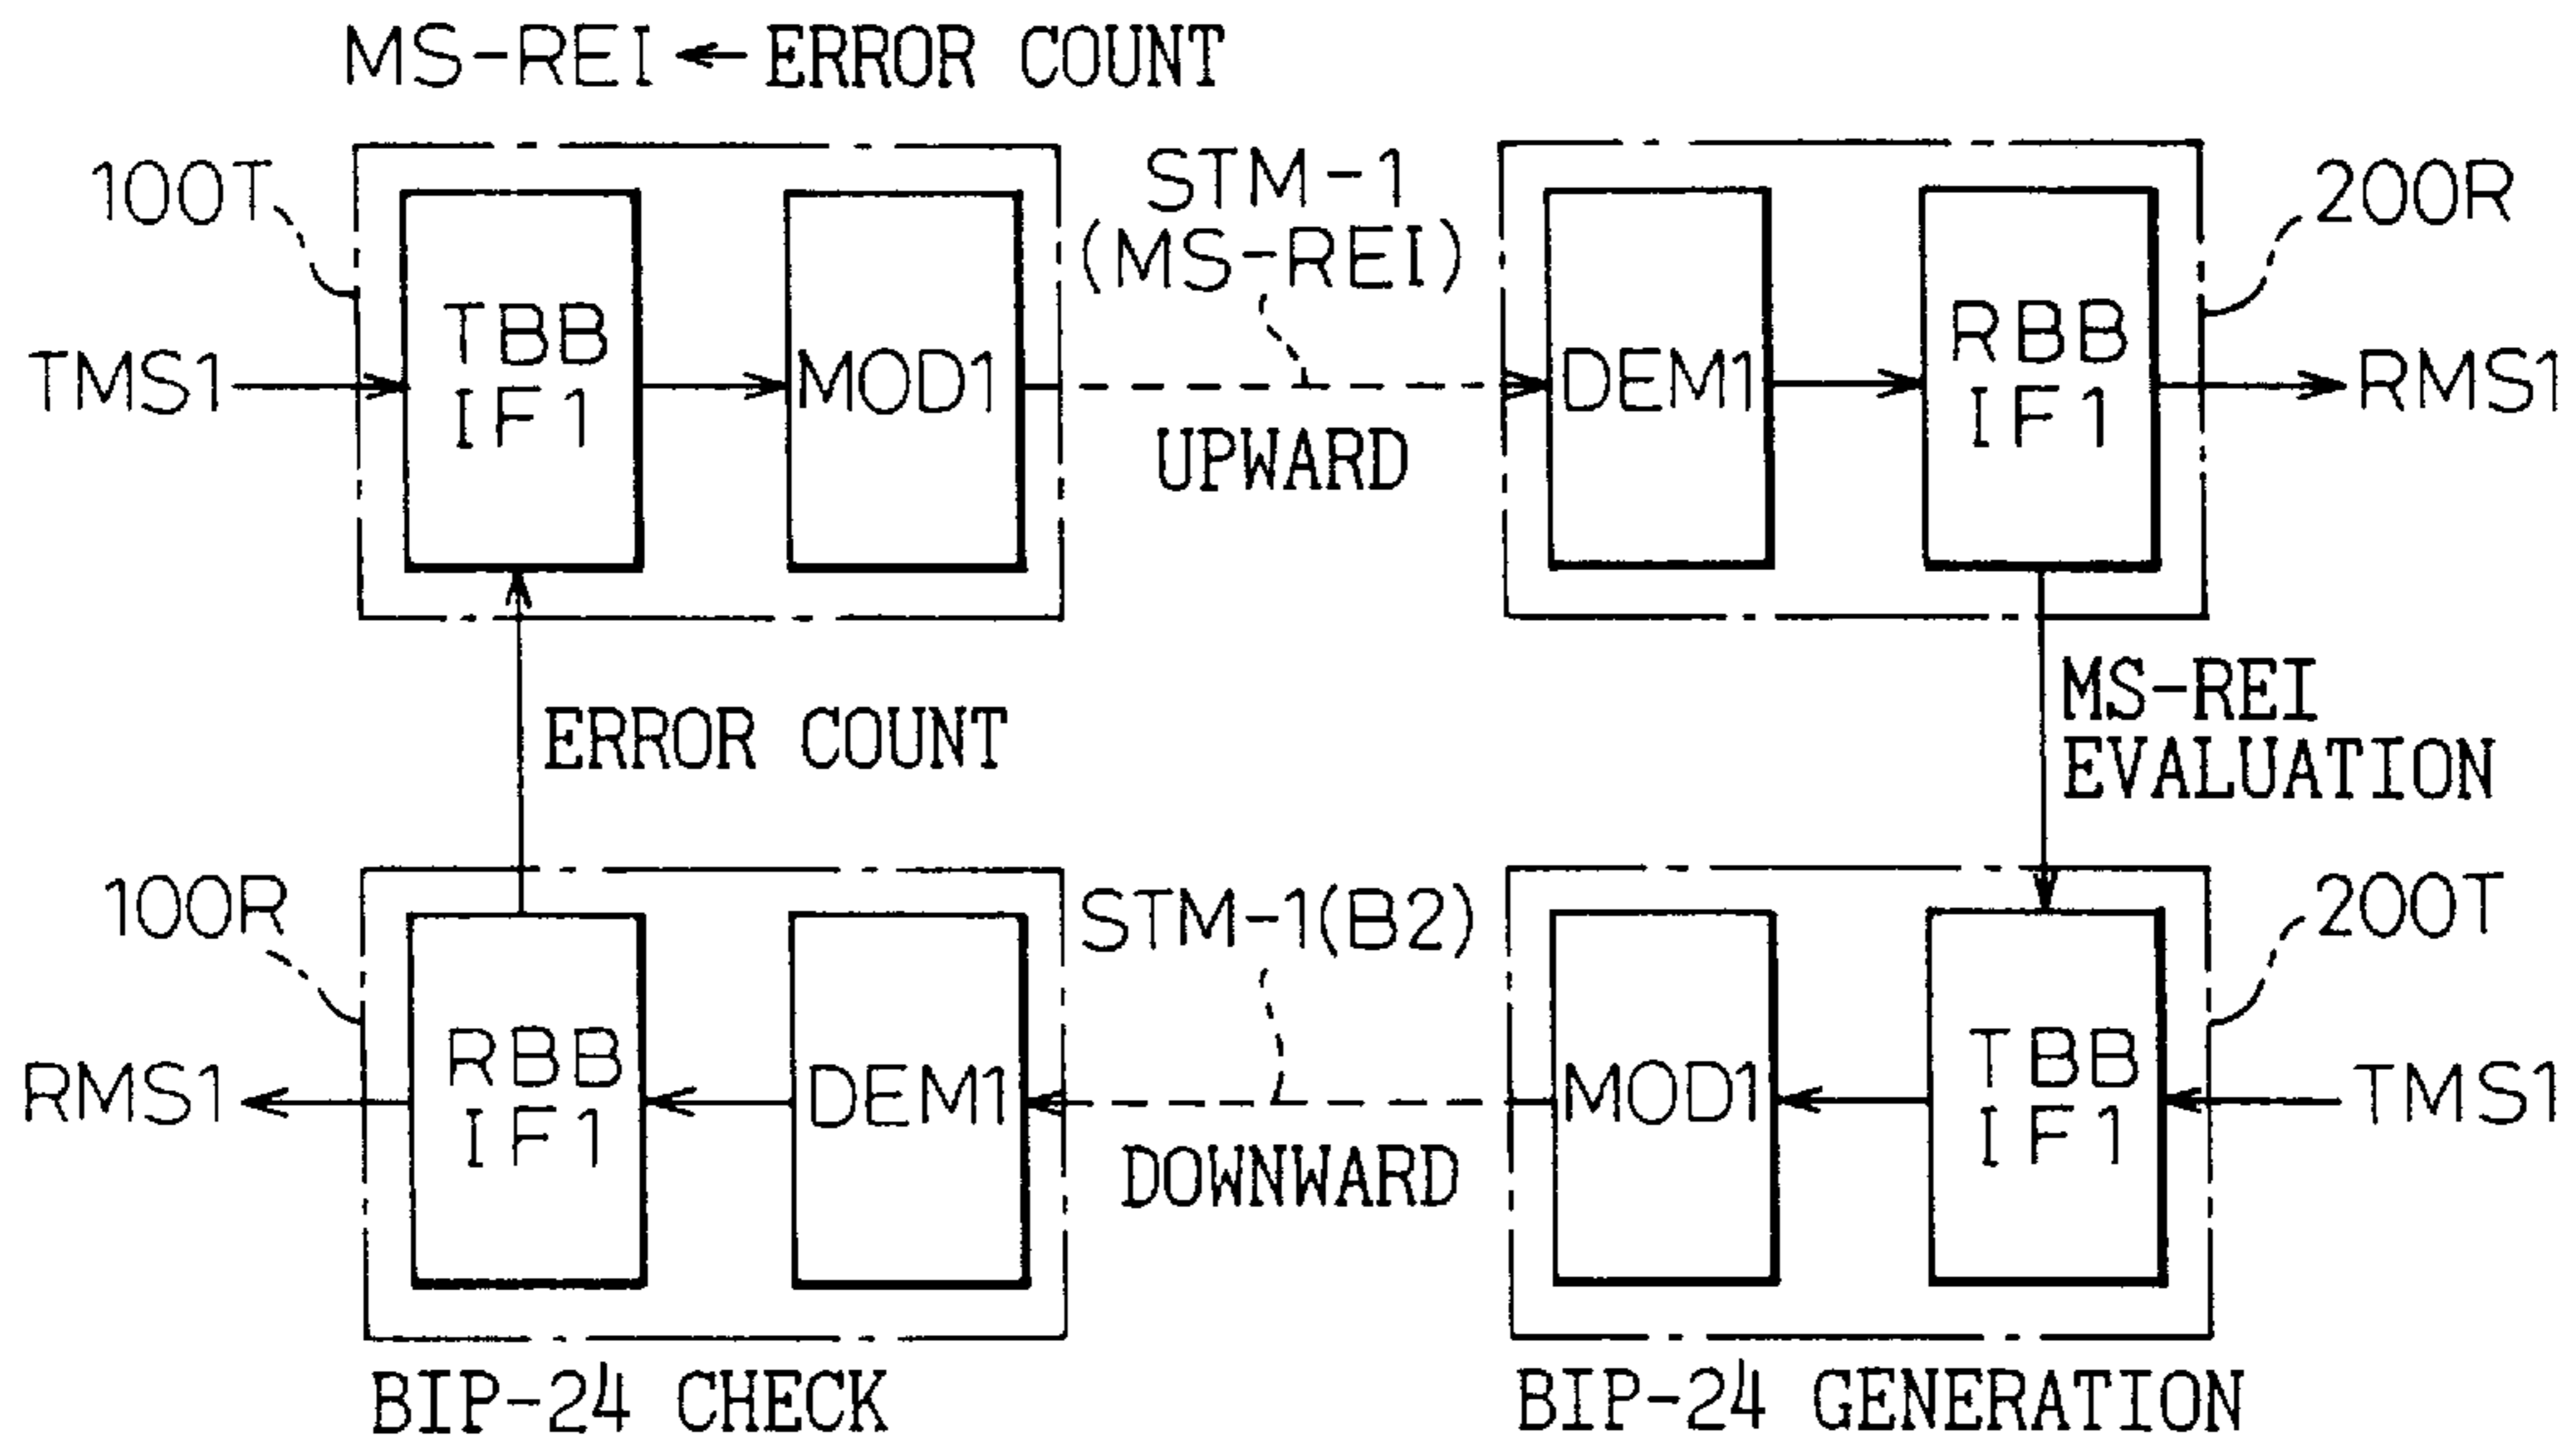 MS-REI ← ERROR COUNT
100T
STM-1
(MS-REI)
200R
TMS1
TBB
IF1
MOD1
UPWARD
DEM1
RBB
IF1
RMS1
ERROR COUNT
MS-REI
EVALUATION
100R
STM-1(B2)
200T
RMS1
RBB
IF1
DEM1
DOWNWARD
MOD1
TBB
IF1
TMS1
BIP-24 CHECK
BIP-24 GENERATION